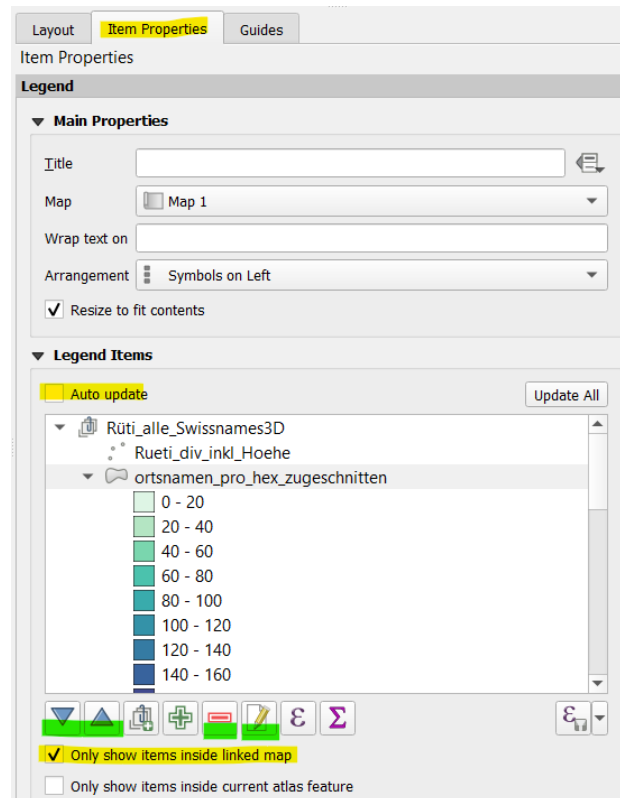 Layout Item Properties Guides
Item Properties
Legend
Main Properties
Title
Map Map 1
Wrap text on
Arrangement Symbols on Left
Resize to fit contents
Legend Items
Auto update Update All
Rüti_alle_Swissnames3D
Rueti_div_inkl_Hoehe
ortsnamen_pro_hex_zugeschnitten
0 - 20
20 - 40
40 - 60
60 - 80
80 - 100
100 - 120
120 - 140
140 - 160
ε Σ ε
Only show items inside linked map
Only show items inside current atlas feature